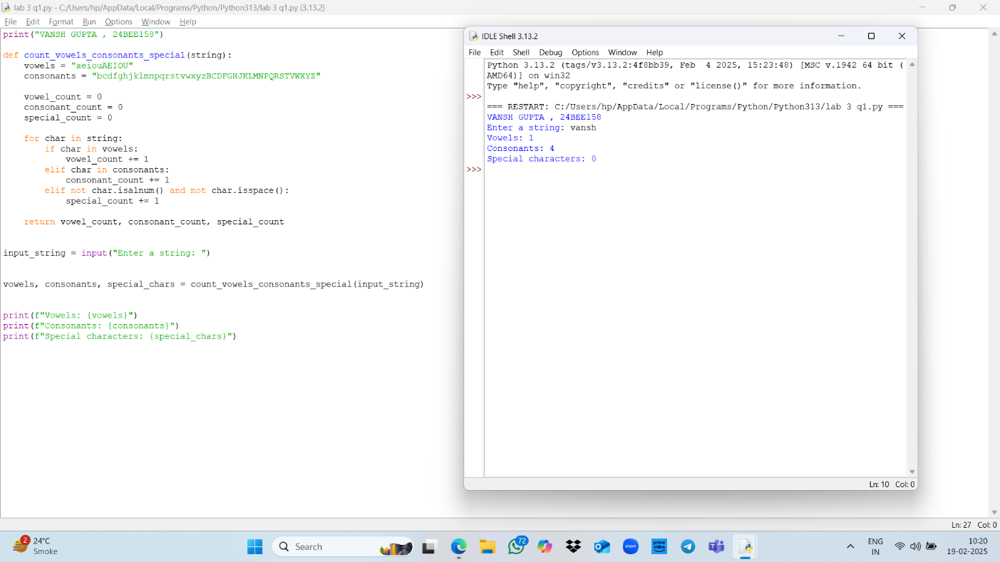 lab 3 q1.py - C:/Users/hp/AppData/Local/Programs/Python/Python313/lab 3 q1.py (3.13.2)
File Edit Format Run Options Window Help
print("VANSH GUPTA , 24BEE158")
def count_vowels_consonants_special(string):
    vowels = "aeiouAEIOU"
    consonants = "bcdfghjklmnpqrstvwxyzBCDFGHJKLMNPQRSTVWXYZ"
    vowel_count = 0
    consonant_count = 0
    special_count = 0
    for char in string:
        if char in vowels:
            vowel_count += 1
        elif char in consonants:
            consonant_count += 1
        elif not char.isalnum() and not char.isspace():
            special_count += 1
    return vowel_count, consonant_count, special_count
input_string = input("Enter a string: ")
vowels, consonants, special_chars = count_vowels_consonants_special(input_string)
print(f"Vowels: {vowels}")
print(f"Consonants: {consonants}")
print(f"Special characters: {special_chars}")
Ln: 27 Col: 0
IDLE Shell 3.13.2
File Edit Shell Debug Options Window Help
Python 3.13.2 (tags/v3.13.2:4f8bb39, Feb  4 2025, 15:23:48) [MSC v.1942 64 bit (
AMD64)] on win32
Type "help", "copyright", "credits" or "license()" for more information.
>>>
=== RESTART: C:/Users/hp/AppData/Local/Programs/Python/Python313/lab 3 q1.py ===
VANSH GUPTA , 24BEE158
Enter a string: vansh
Vowels: 1
Consonants: 4
Special characters: 0
>>>
Ln: 10 Col: 0
2
24°C
Smoke
Search
72
zoom
prime video
ENG
IN
10:20
19-02-2025